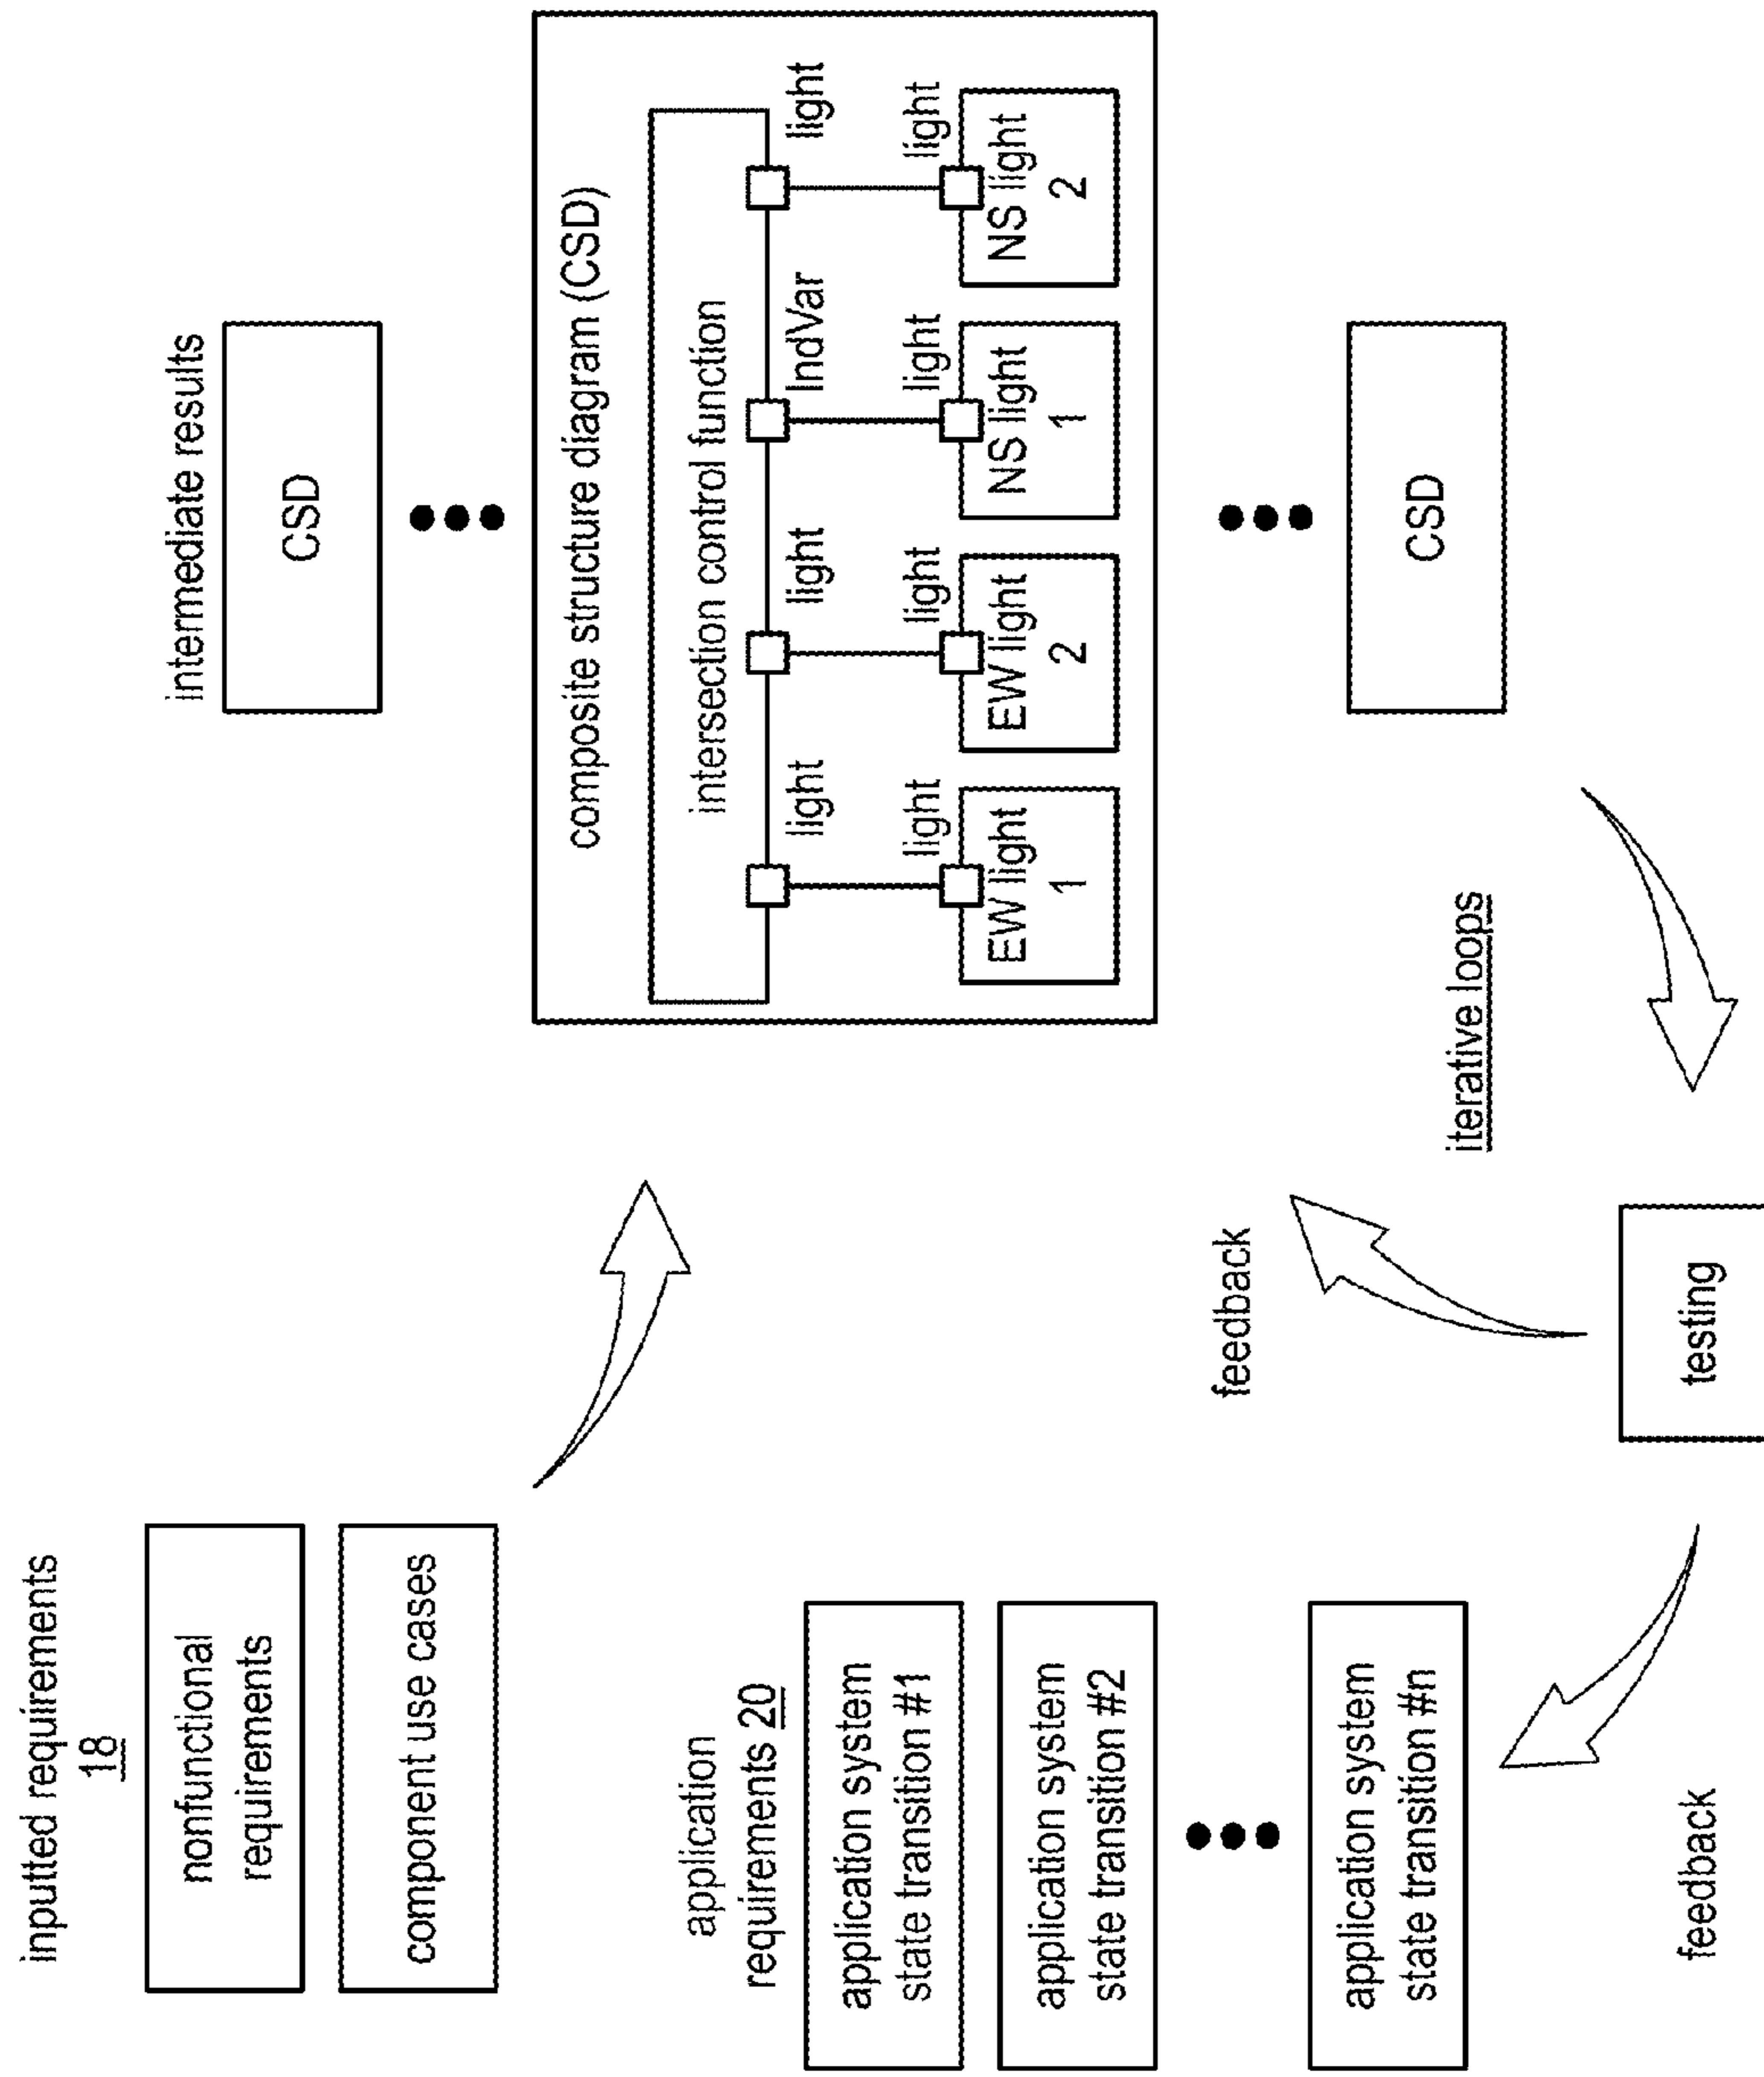 inputted requirements
18
nonfunctional
requirements
component use cases
application
requirements 20
application system
state transition #1
application system
state transition #2
application system
state transition #n
feedback
testing
feedback
iterative loops
intermediate results
CSD
composite structure diagram (CSD)
intersection control function
light
light
IndVar
light
light
light
light
light
EW light
1
EW light
2
NS light
1
NS light
2
CSD